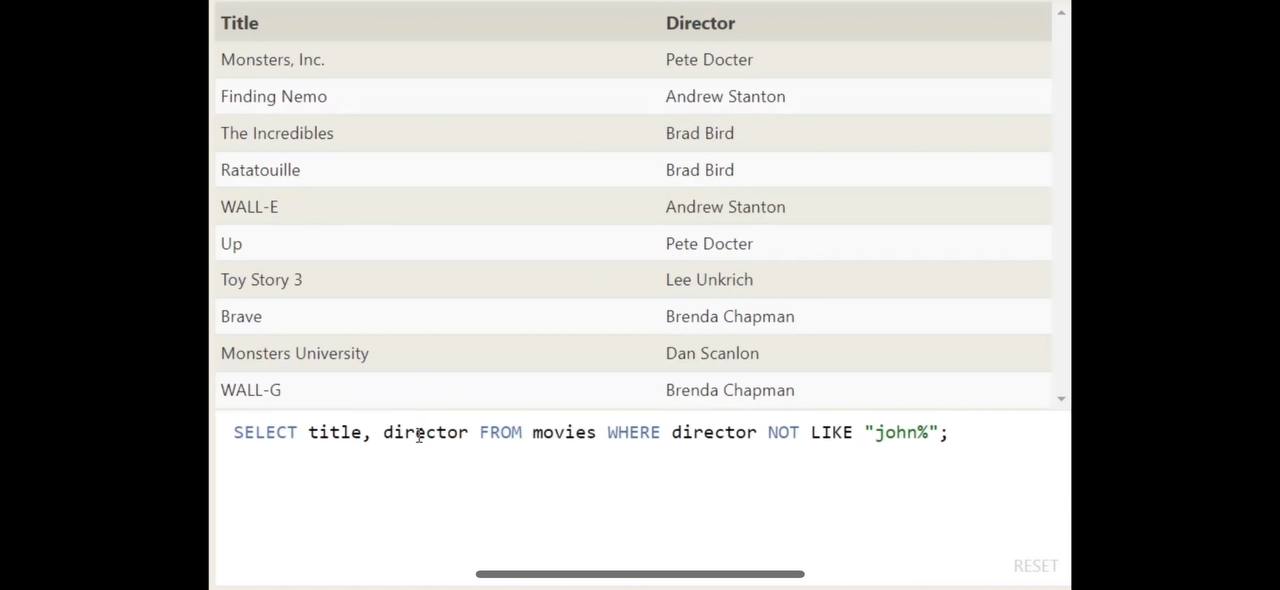 Title Director
Monsters, Inc. Pete Docter
Finding Nemo Andrew Stanton
The Incredibles Brad Bird
Ratatouille Brad Bird
WALL-E Andrew Stanton
Up Pete Docter
Toy Story 3 Lee Unkrich
Brave Brenda Chapman
Monsters University Dan Scanlon
WALL-G Brenda Chapman
SELECT title, director FROM movies WHERE director NOT LIKE "john%";
RESET